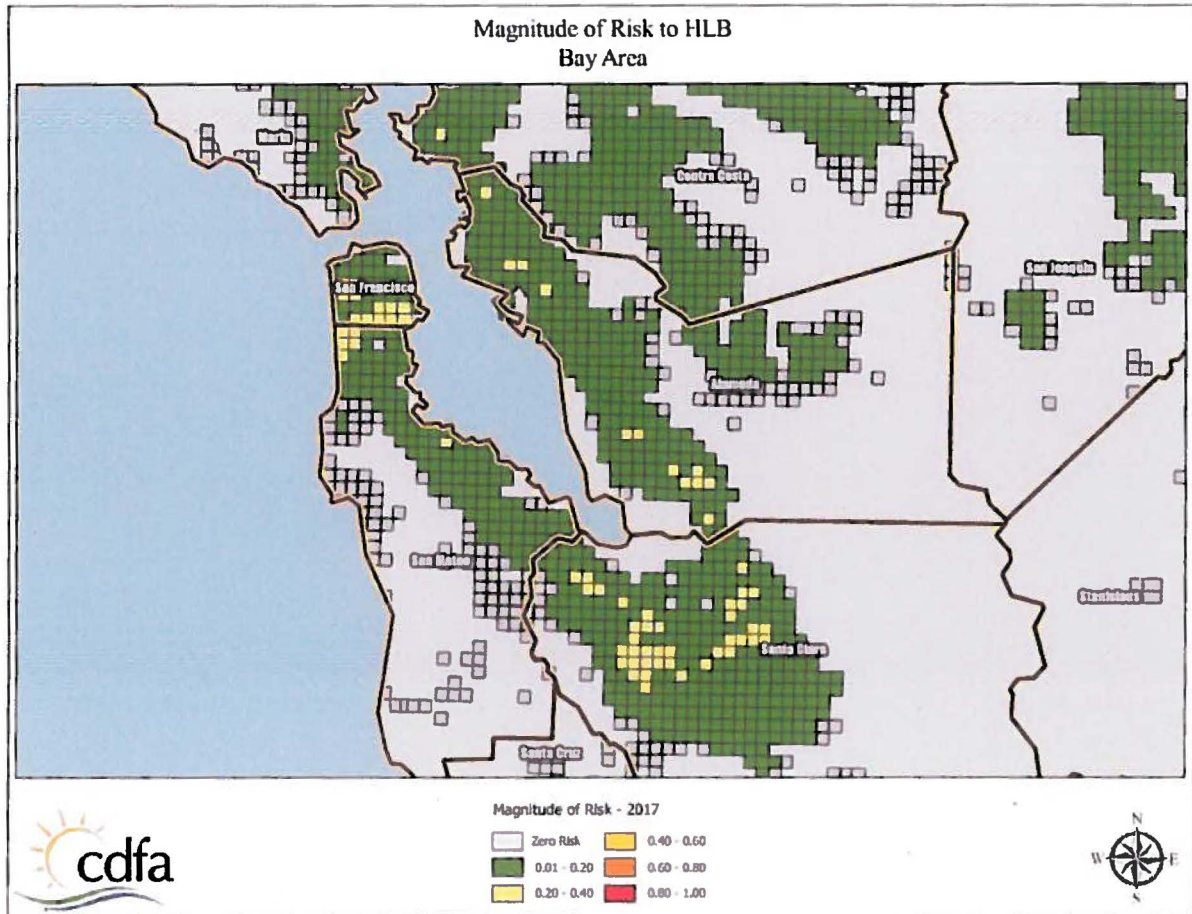 Magnitude of Risk to HLB
Bay Area
Marin
Contra Costa
San Francisco
San Joaquin
Alameda
San Mateo
Stanislaus
Santa Clara
Santa Cruz
Magnitude of Risk - 2017
Zero Risk
0.40 - 0.60
0.01 - 0.20
0.60 - 0.80
0.20 - 0.40
0.80 - 1.00
cdfa
N
W
E
S